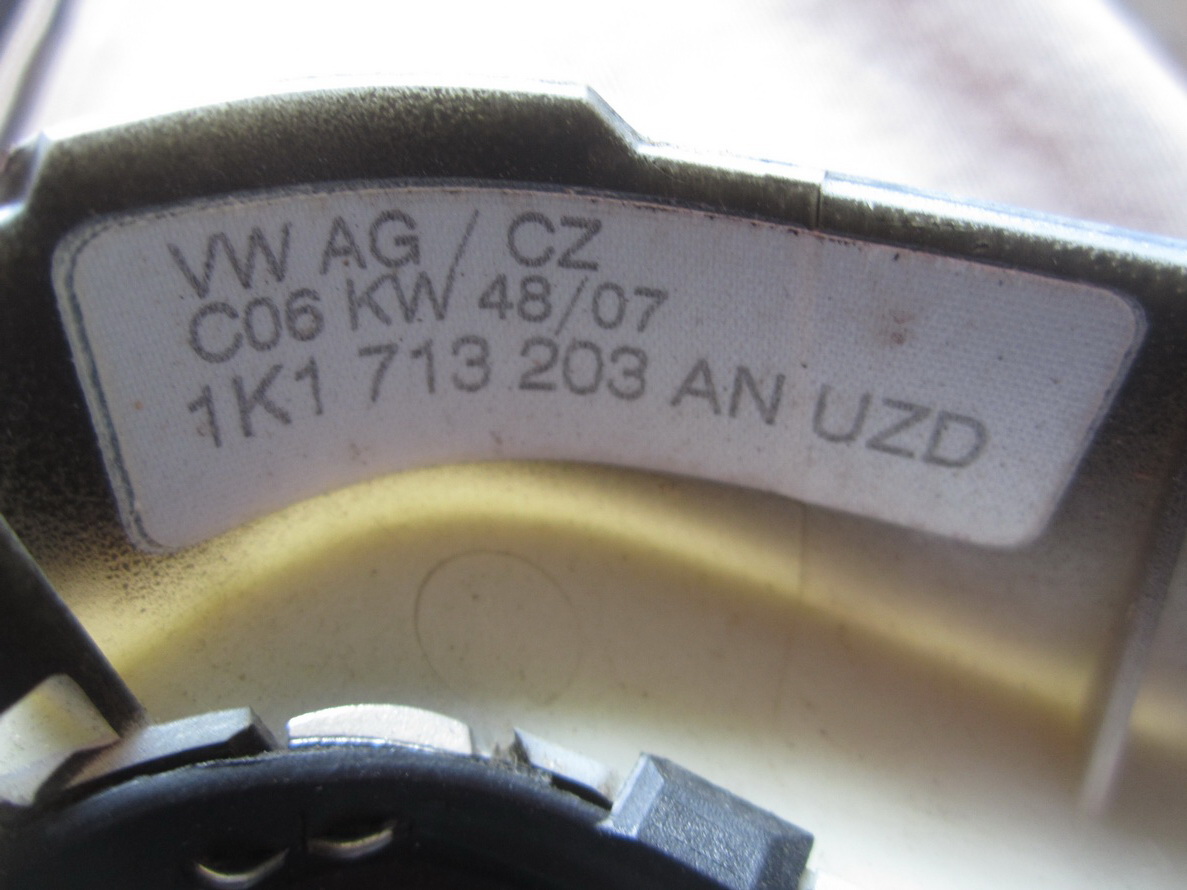 VW AG / CZ
C06 KW 48/07
1K1 713 203 AN UZD